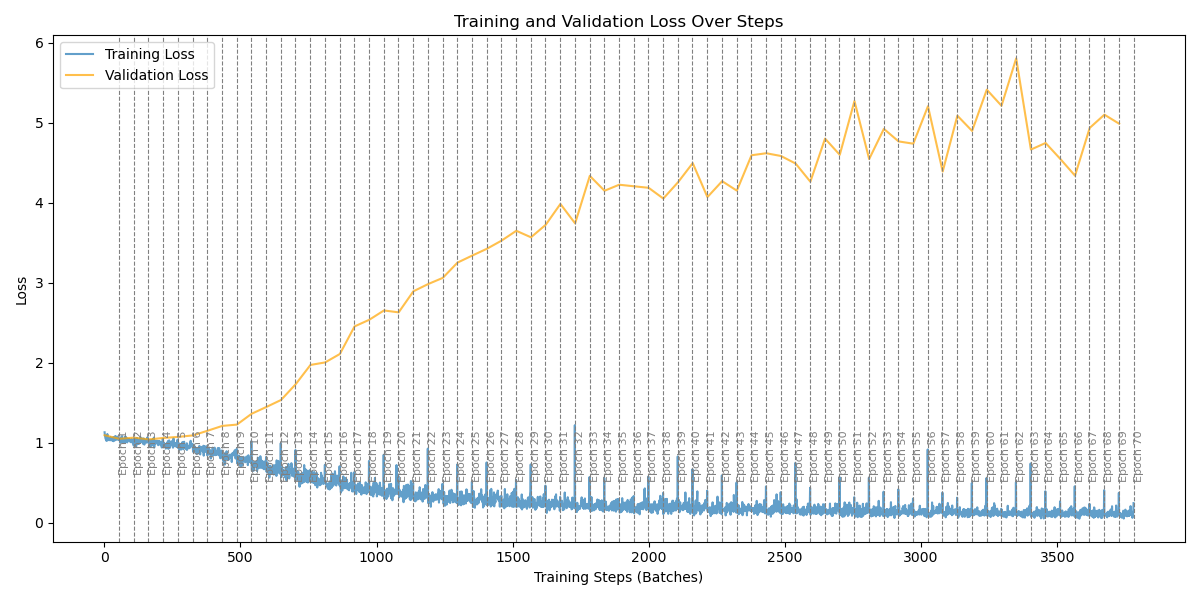 Training and Validation Loss Over Steps
Training Loss
Validation Loss
Loss
6
5
4
3
2
1
0
Epoch 1
Epoch 2
Epoch 3
Epoch 4
Epoch 5
Epoch 6
Epoch 7
Epoch 8
Epoch 9
Epoch 10
Epoch 11
Epoch 12
Epoch 13
Epoch 14
Epoch 15
Epoch 16
Epoch 17
Epoch 18
Epoch 19
Epoch 20
Epoch 21
Epoch 22
Epoch 23
Epoch 24
Epoch 25
Epoch 26
Epoch 27
Epoch 28
Epoch 29
Epoch 30
Epoch 31
Epoch 32
Epoch 33
Epoch 34
Epoch 35
Epoch 36
Epoch 37
Epoch 38
Epoch 39
Epoch 40
Epoch 41
Epoch 42
Epoch 43
Epoch 44
Epoch 45
Epoch 46
Epoch 47
Epoch 48
Epoch 49
Epoch 50
Epoch 51
Epoch 52
Epoch 53
Epoch 54
Epoch 55
Epoch 56
Epoch 57
Epoch 58
Epoch 59
Epoch 60
Epoch 61
Epoch 62
Epoch 63
Epoch 64
Epoch 65
Epoch 66
Epoch 67
Epoch 68
Epoch 69
Epoch 70
0
500
1000
1500
2000
2500
3000
3500
Training Steps (Batches)